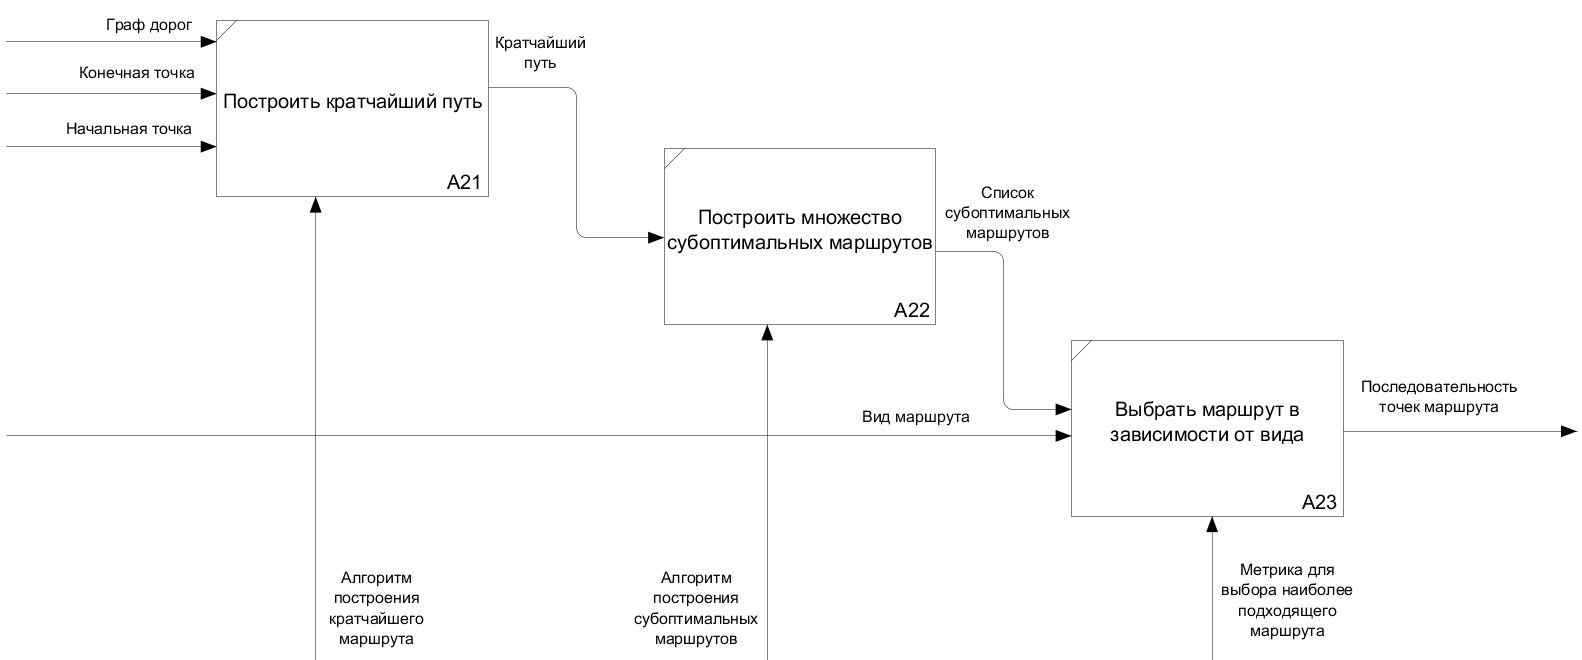 Граф дорог
Конечная точка
Начальная точка
Построить кратчайший путь
A21
Кратчайший
путь
Построить множество
субоптимальных маршрутов
A22
Список
субоптимальных
маршрутов
Вид маршрута
Выбрать маршрут в
зависимости от вида
A23
Последовательность
точек маршрута
Алгоритм
построения
кратчайшего
маршрута
Алгоритм
построения
субоптимальных
маршрутов
Метрика для
выбора наиболее
подходящего
маршрута